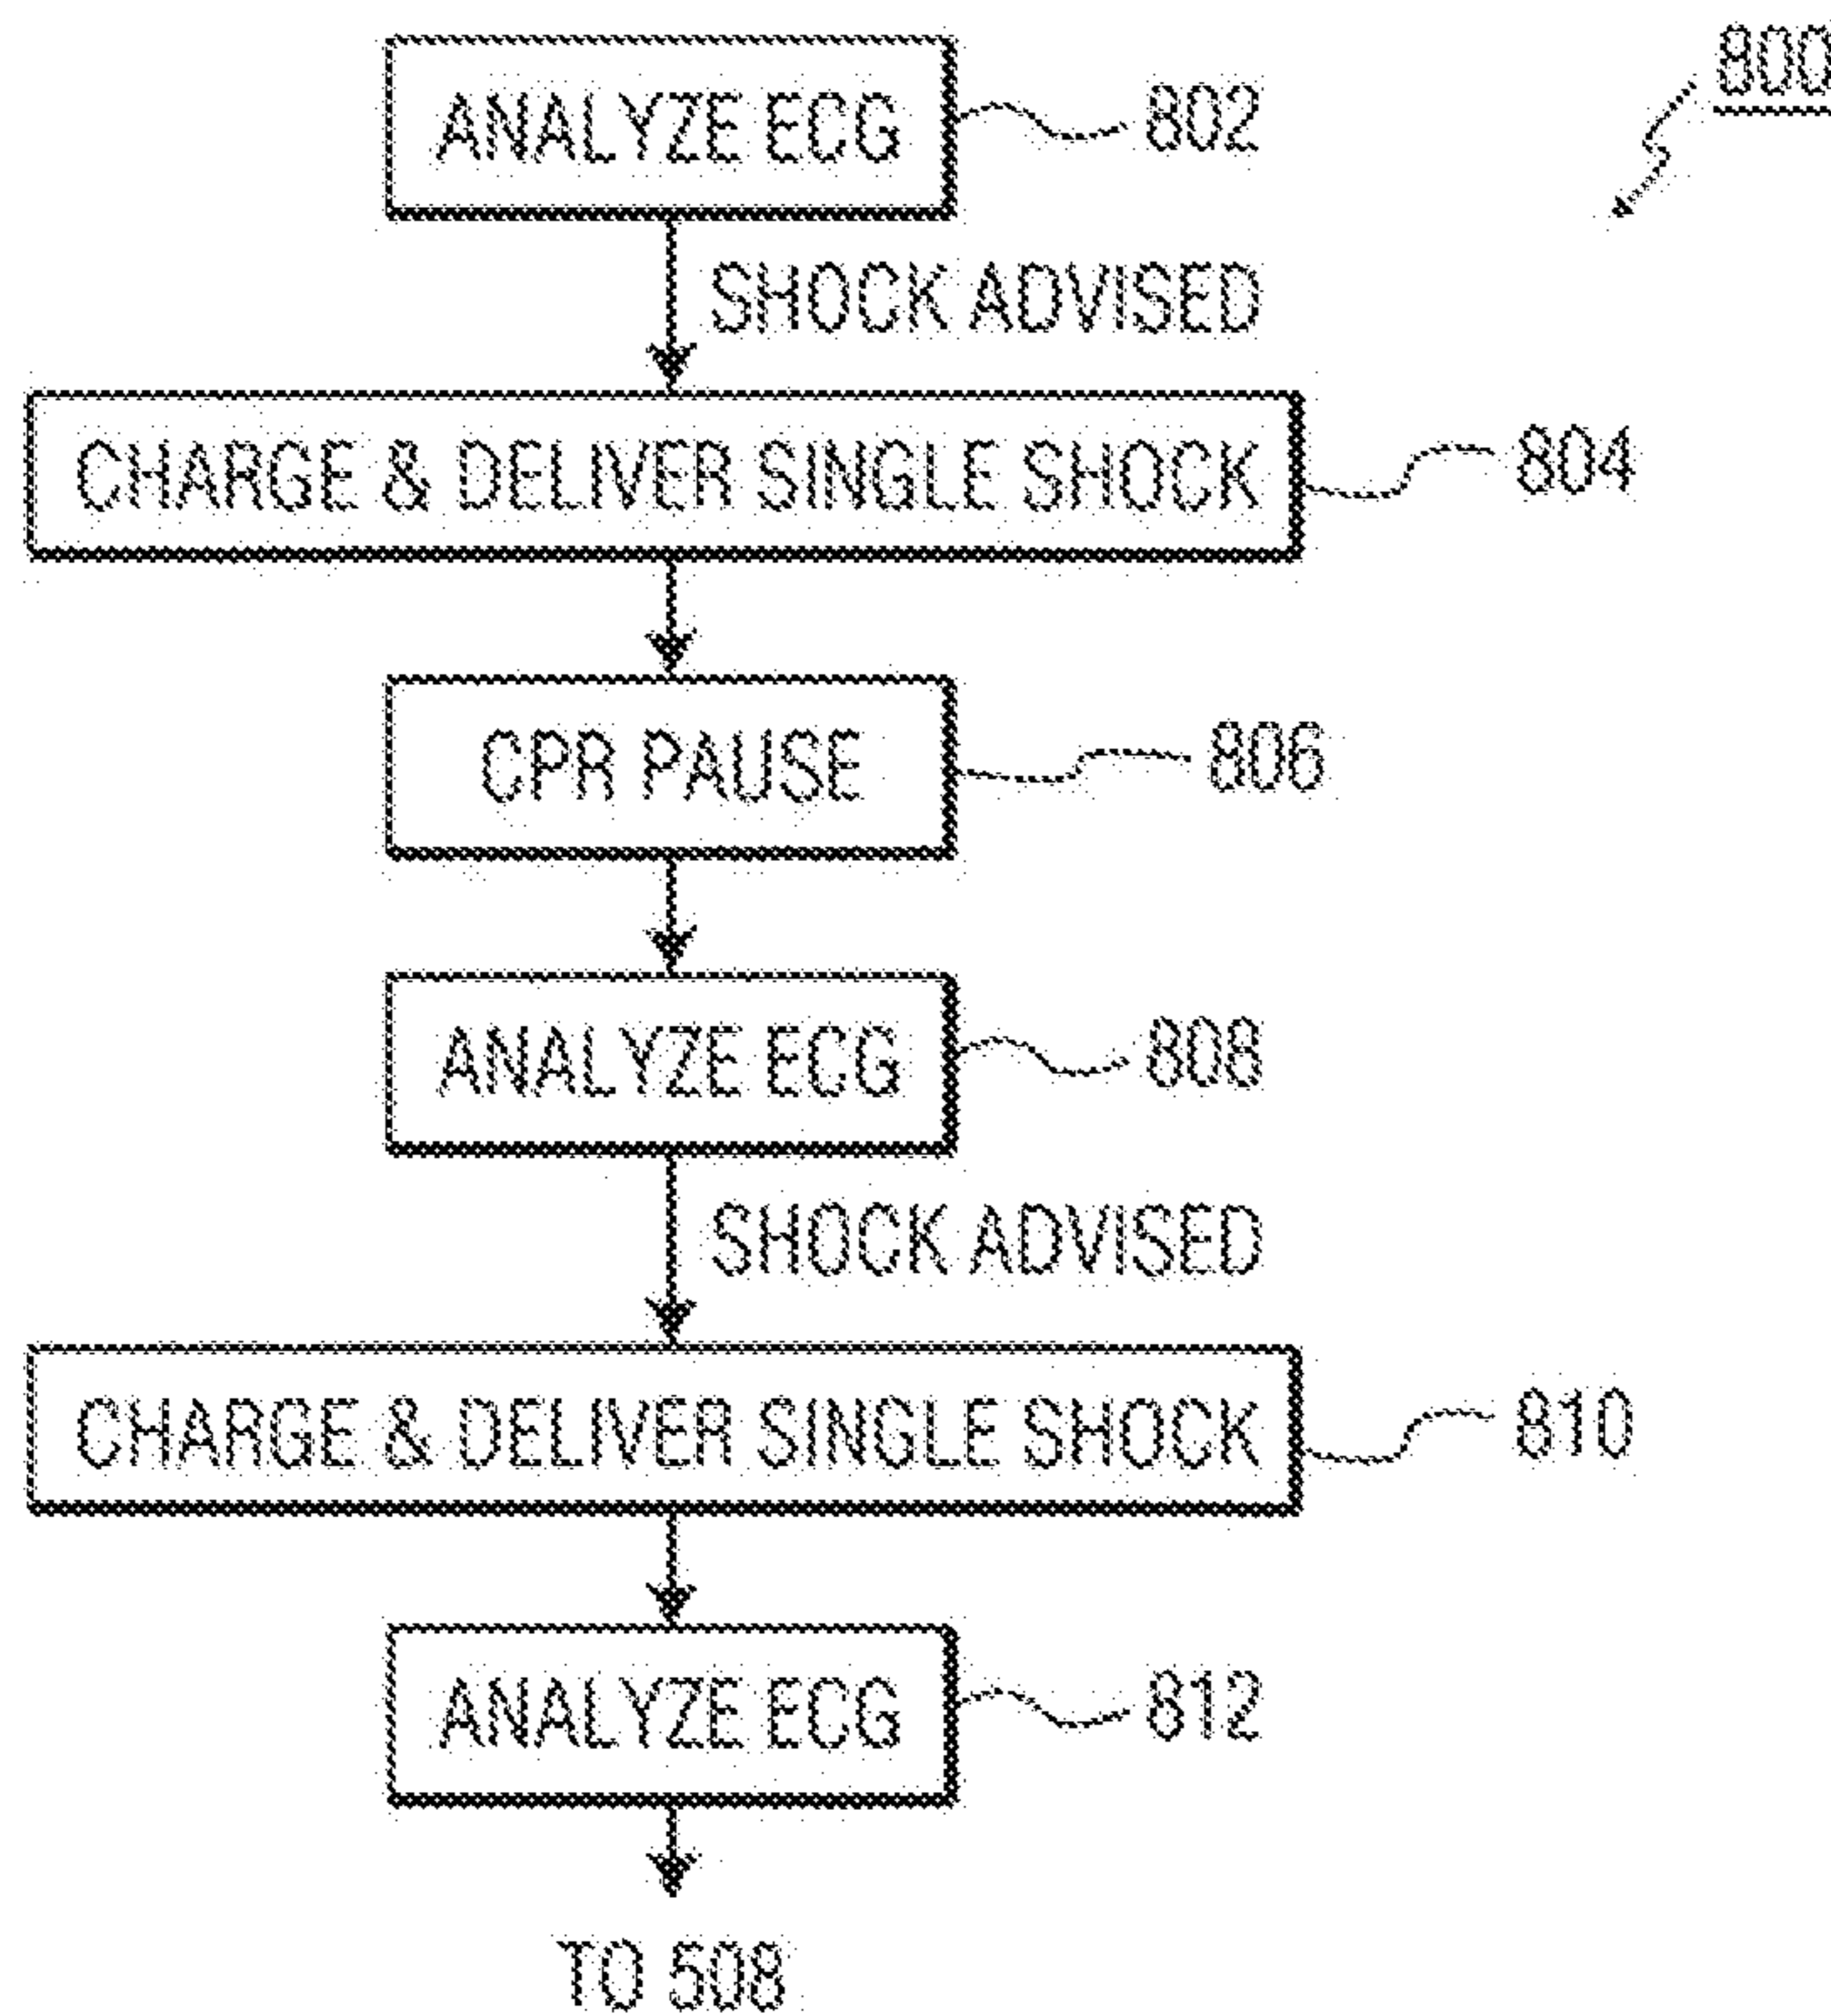 800
ANALYZE ECG 802
SHOCK ADVISED
CHARGE & DELIVER SINGLE SHOCK 804
CPR PAUSE 806
ANALYZE ECG 808
SHOCK ADVISED
CHARGE & DELIVER SINGLE SHOCK 810
ANALYZE ECG 812
TO 508